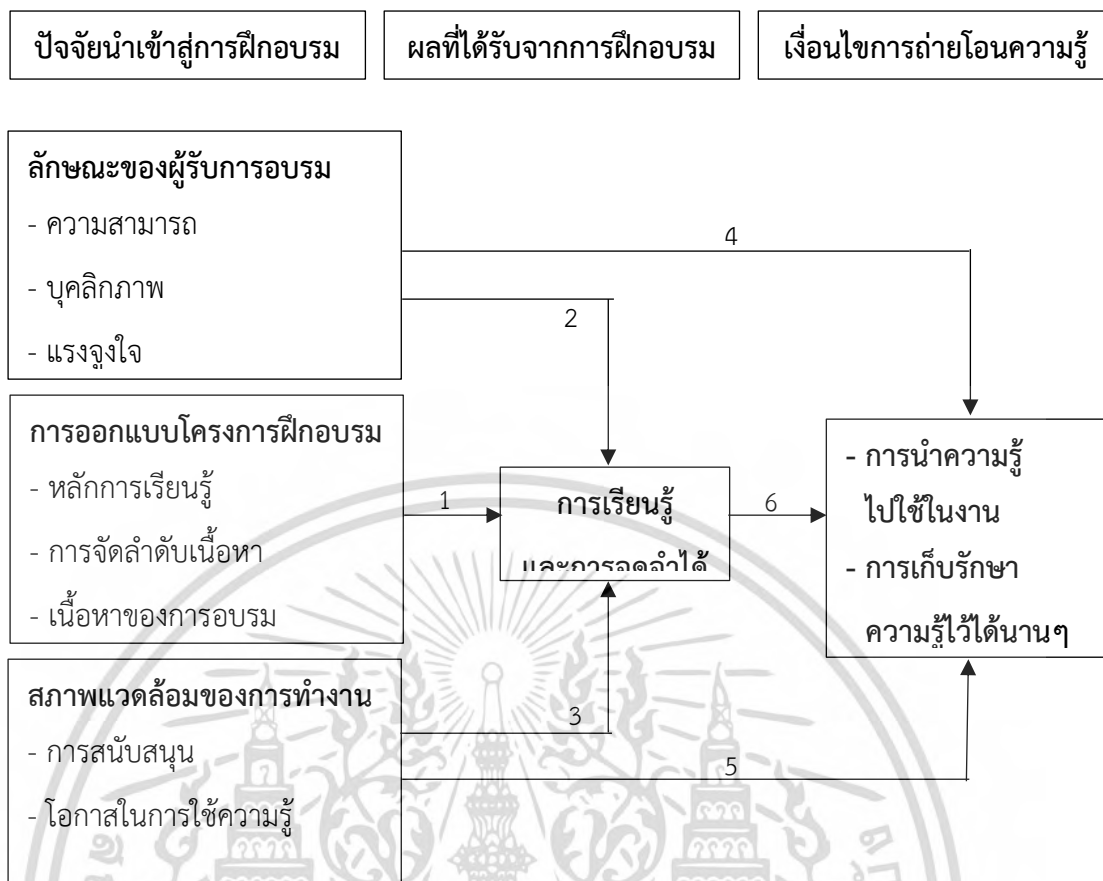 ปัจจัยนำเข้าสู่การฝึกอบรม
ผลที่ได้รับจากการฝึกอบรม
เงื่อนไขการถ่ายโอนความรู้
ลักษณะของผู้รับการอบรม
- ความสามารถ
- บุคลิกภาพ
- แรงจูงใจ
4
2
การออกแบบโครงการฝึกอบรม
- หลักการเรียนรู้
- การจัดลำดับเนื้อหา
- เนื้อหาของการอบรม
1
การเรียนรู้
และการจดจำได้
6
- การนำความรู้
ไปใช้ในงาน
- การเก็บรักษา
ความรู้ไว้ได้นานๆ
สภาพแวดล้อมของการทำงาน
- การสนับสนุน
- โอกาสในการใช้ความรู้
3
5